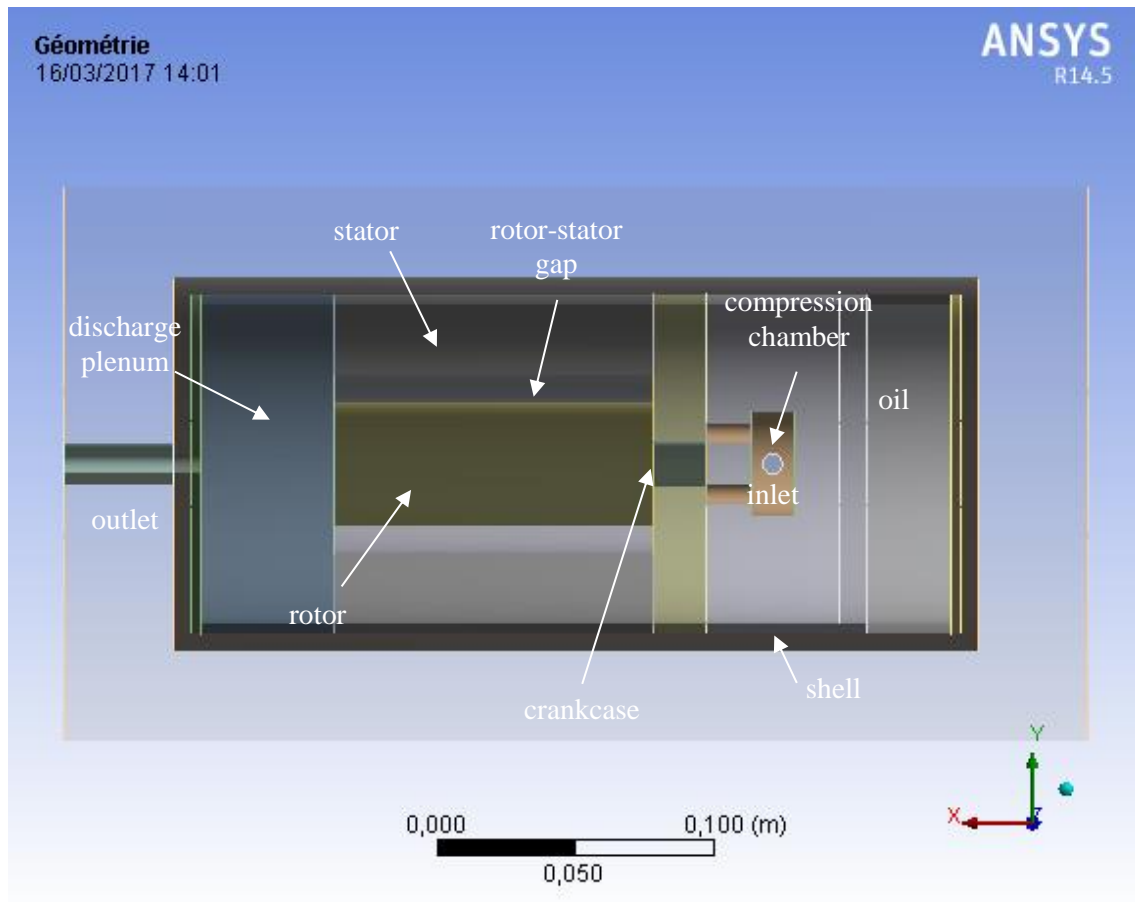 Géométrie
16/03/2017 14:01
ANSYS
R14.5
stator
rotor-stator
gap
compression
chamber
discharge
plenum
oil
inlet
outlet
rotor
shell
crankcase
Y
X
Z
0,000
0,100 (m)
0,050